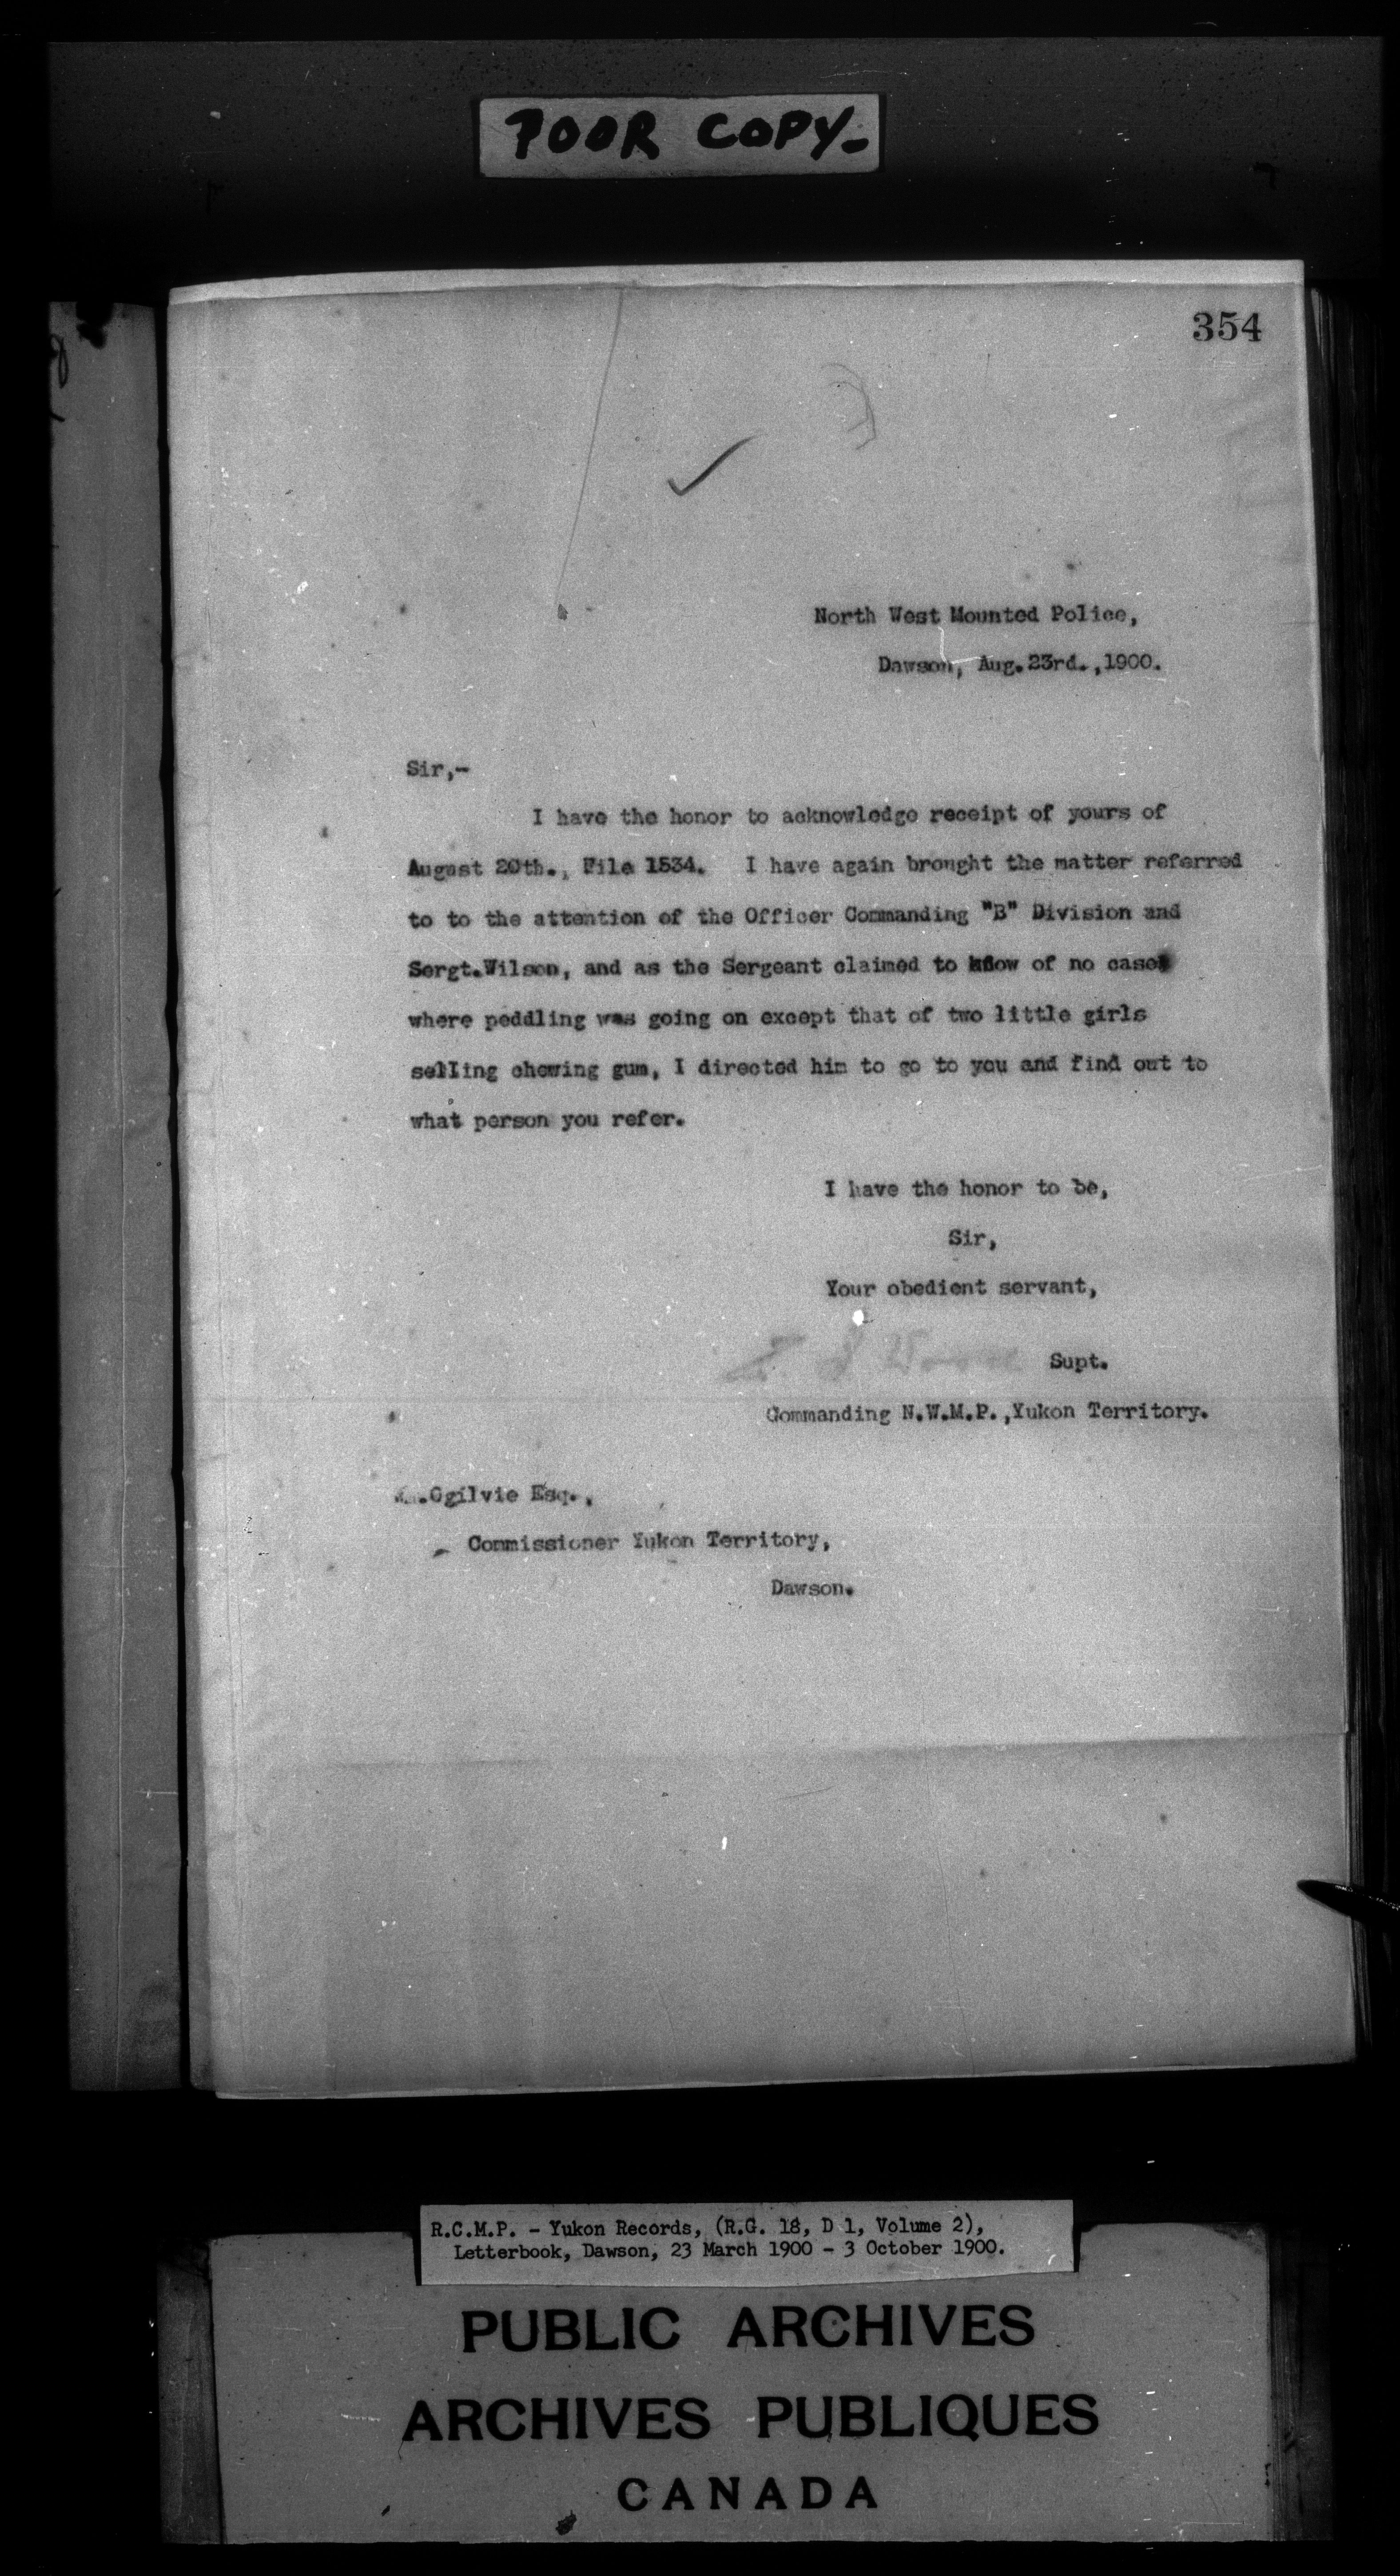 POOR COPY-
354
North West Mounted Police,
Dawson, Aug.23rd.,1900.
Sir,-
I have the honor to acknowledge receipt of yours of
August 20th., File 1534. I have again brought the matter referred
to to the attention of the Officer Commanding "B" Division and
Sergt.Wilson, and as the Sergeant claimed to know of no case
where peddling was going on except that of two little girls
selling chewing gum, I directed him to go to you and find out to
what person you refer.
I have the honor to be,
Sir,
Your obedient servant,
Supt.
Commanding N.W.M.P.,Yukon Territory.
Ogilvie Esq.,
Commissioner Yukon Territory,
Dawson.
R.C.M.P. - Yukon Records, (R.G. 18, D 1, Volume 2),
Letterbook, Dawson, 23 March 1900 - 3 October 1900.
PUBLIC ARCHIVES
ARCHIVES PUBLIQUES
CANADA